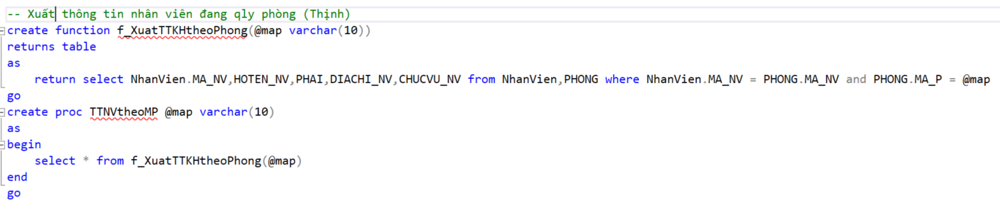 -- Xuất thông tin nhân viên đang qly phòng (Thịnh)
create function f_XuatTTKHtheoPhong(@map varchar(10))
returns table
as
return select NhanVien.MA_NV,HOTEN_NV,PHAI,DIACHI_NV,CHUCVU_NV from NhanVien,PHONG where NhanVien.MA_NV = PHONG.MA_NV and PHONG.MA_P = @map
go
create proc TTNVtheoMP @map varchar(10)
as
begin
select * from f_XuatTTKHtheoPhong(@map)
end
go